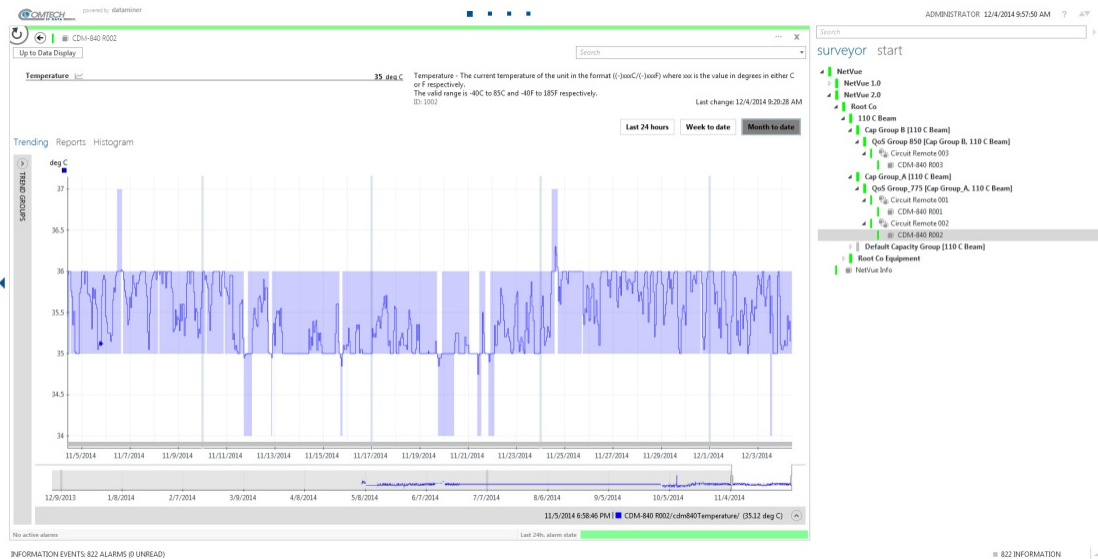 COMTECH
EF DATA
powered by dataminer
ADMINISTRATOR 12/4/2014 9:57:50 AM ?
CDM-840 R002
... X
Up to Data Display
Search
Temperature
35 deg C
Temperature - The current temperature of the unit in the format ((-)xxxC/(-)xxxF) where xxx is the value in degrees in either C
or F respectively.
The valid range is -40C to 85C and -40F to 185F respectively.
ID: 1002
Last change: 12/4/2014 9:20:28 AM
Last 24 hours
Week to date
Month to date
Trending Reports Histogram
TREND GROUPS
deg C
37
36.5
36
35.5
35
34.5
34
11/5/2014 11/7/2014 11/9/2014 11/11/2014 11/13/2014 11/15/2014 11/17/2014 11/19/2014 11/21/2014 11/23/2014 11/25/2014 11/27/2014 11/29/2014 12/1/2014 12/3/2014
12/9/2013 1/8/2014 2/7/2014 3/9/2014 4/8/2014 5/8/2014 6/7/2014 7/7/2014 8/6/2014 9/5/2014 10/5/2014 11/4/2014
11/5/2014 6:58:46 PM | CDM-840 R002/cdm840Temperature/ (35.12 deg C)
No active alarms
Last 24h. alarm state
INFORMATION EVENTS: 822 ALARMS (0 UNREAD)
822 INFORMATION
Search
surveyor start
NetVue
NetVue 1.0
NetVue 2.0
Root Co
110 C Beam
Cap Group B [110 C Beam]
QoS Group 850 [Cap Group B, 110 C Beam]
Circuit Remote 003
CDM-840 R003
Cap Group_A [110 C Beam]
QoS Group_775 [Cap Group_A, 110 C Beam]
Circuit Remote 001
CDM-840 R001
Circuit Remote 002
CDM-840 R002
Default Capacity Group [110 C Beam]
Root Co Equipment
NetVue Info